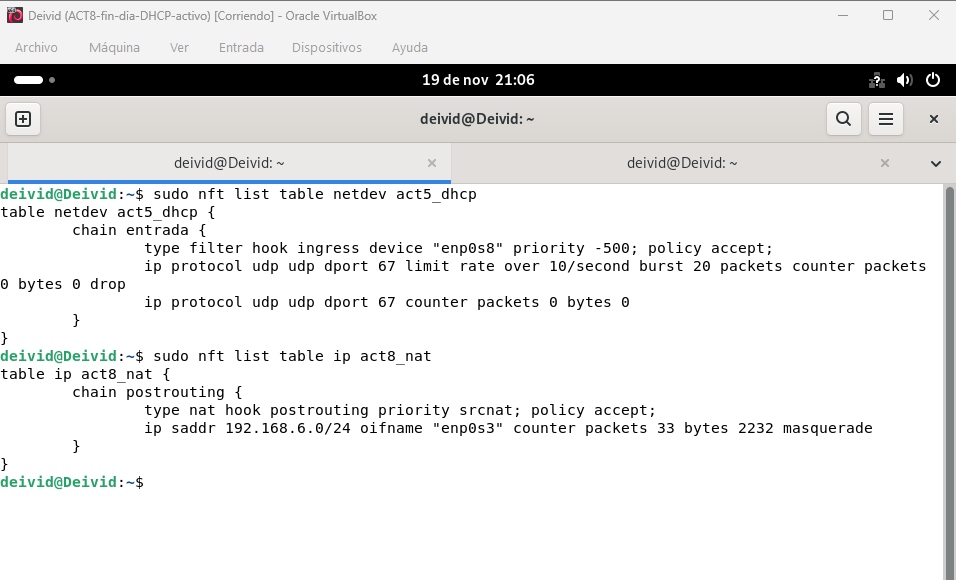 Deivid (ACT8-fin-dia-DHCP-activo) [Corriendo] - Oracle VirtualBox
Archivo Máquina Ver Entrada Dispositivos Ayuda
19 de nov 21:06
deivid@Deivid: ~
deivid@Deivid: ~ deivid@Deivid: ~
deivid@Deivid:~$ sudo nft list table netdev act5_dhcp
table netdev act5_dhcp {
        chain entrada {
                type filter hook ingress device "enp0s8" priority -500; policy accept;
                ip protocol udp udp dport 67 limit rate over 10/second burst 20 packets counter packets
0 bytes 0 drop
                ip protocol udp udp dport 67 counter packets 0 bytes 0
        }
}
deivid@Deivid:~$ sudo nft list table ip act8_nat
table ip act8_nat {
        chain postrouting {
                type nat hook postrouting priority srcnat; policy accept;
                ip saddr 192.168.6.0/24 oifname "enp0s3" counter packets 33 bytes 2232 masquerade
        }
}
deivid@Deivid:~$